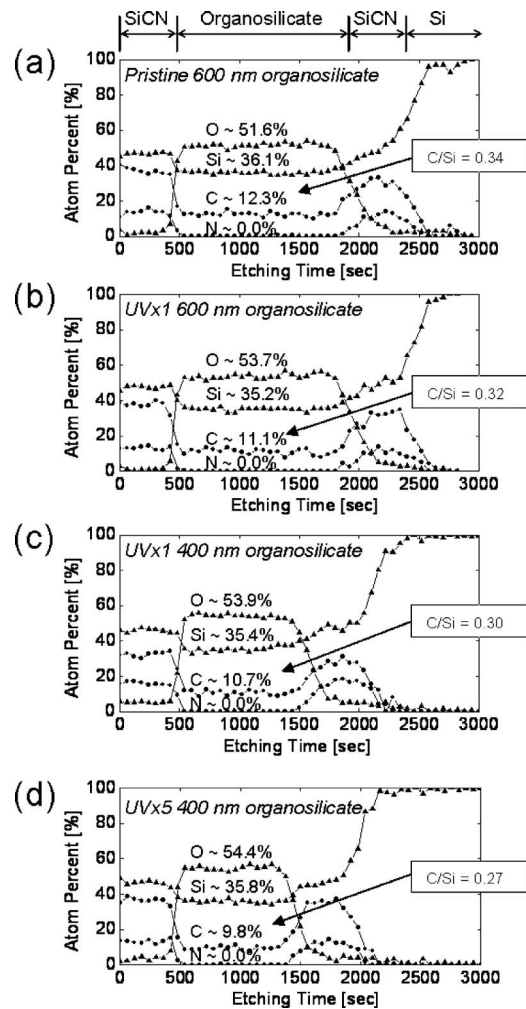 SiCN Organosilicate SiCN Si
(a)
Pristine 600 nm organosilicate
100
80
60
40
20
0
Atom Percent [%]
O ~ 51.6%
Si ~ 36.1%
C ~ 12.3%
N ~ 0.0%
C/Si = 0.34
0 500 1000 1500 2000 2500 3000
Etching Time [sec]
(b)
UVx1 600 nm organosilicate
100
80
60
40
20
0
Atom Percent [%]
O ~ 53.7%
Si ~ 35.2%
C ~ 11.1%
N ~ 0.0%
C/Si = 0.32
0 500 1000 1500 2000 2500 3000
Etching Time [sec]
(c)
UVx1 400 nm organosilicate
100
80
60
40
20
0
Atom Percent [%]
O ~ 53.9%
Si ~ 35.4%
C ~ 10.7%
N ~ 0.0%
C/Si = 0.30
0 500 1000 1500 2000 2500 3000
Etching Time [sec]
(d)
UVx5 400 nm organosilicate
100
80
60
40
20
0
Atom Percent [%]
O ~ 54.4%
Si ~ 35.8%
C ~ 9.8%
N ~ 0.0%
C/Si = 0.27
0 500 1000 1500 2000 2500 3000
Etching Time [sec]